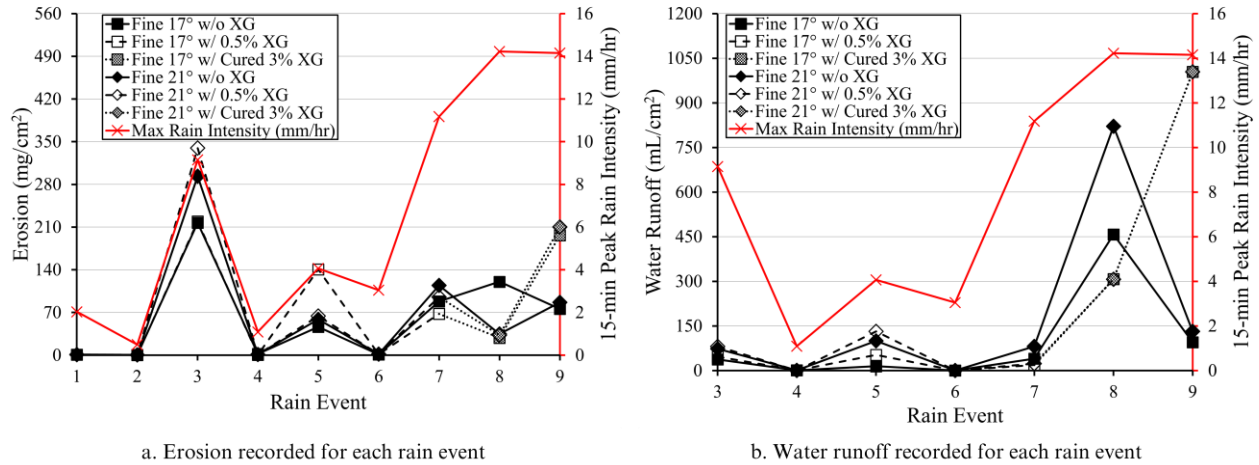 560
490
420
350
280
210
140
70
0
Erosion (mg/cm²)
Fine 17° w/o XG
Fine 17° w/ 0.5% XG
Fine 17° w/ Cured 3% XG
Fine 21° w/o XG
Fine 21° w/ 0.5% XG
Fine 21° w/ Cured 3% XG
Max Rain Intensity (mm/hr)
16
14
12
10
8
6
4
2
0
15-min Peak Rain Intensity (mm/hr)
1 2 3 4 5 6 7 8 9
Rain Event
a. Erosion recorded for each rain event
1200
1050
900
750
600
450
300
150
0
Water Runoff (mL/cm²)
Fine 17° w/o XG
Fine 17° w/ 0.5% XG
Fine 17° w/ Cured 3% XG
Fine 21° w/o XG
Fine 21° w/ 0.5% XG
Fine 21° w/ Cured 3% XG
Max Rain Intensity (mm/hr)
16
14
12
10
8
6
4
2
0
15-min Peak Rain Intensity (mm/hr)
3 4 5 6 7 8 9
Rain Event
b. Water runoff recorded for each rain event